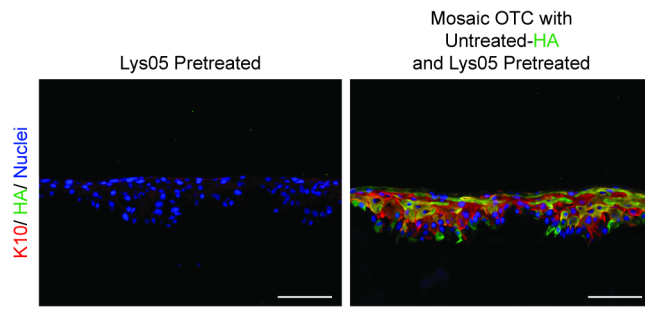 Lys05 Pretreated
Mosaic OTC with
Untreated-HA
and Lys05 Pretreated
K10/ HA/ Nuclei